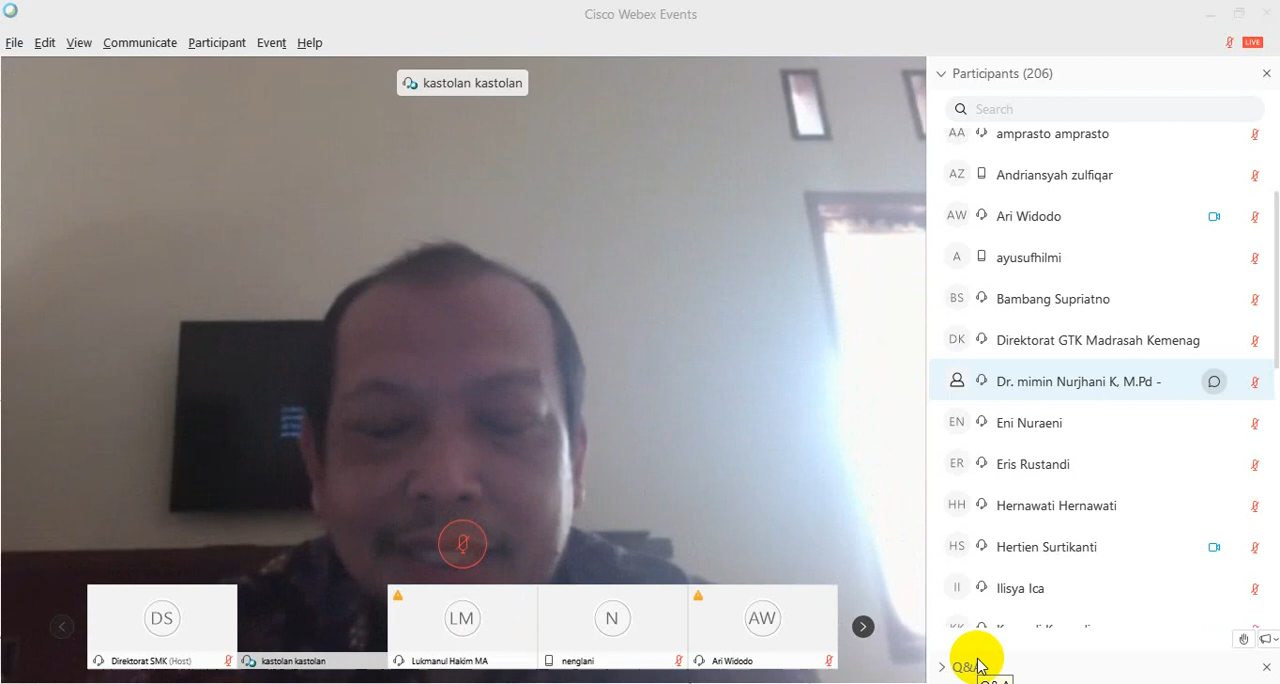 Cisco Webex Events
File Edit View Communicate Participant Event Help
LIVE
kastolan kastolan
Participants (206)
Search
AA amprasto amprasto
AZ Andriansyah zulfiqar
AW Ari Widodo
A ayusufhilmi
BS Bambang Supriatno
DK Direktorat GTK Madrasah Kemenag
Dr. mimin Nurjhani K, M.Pd -
EN Eni Nuraeni
ER Eris Rustandi
HH Hernawati Hernawati
HS Hertien Surtikanti
II Ilisya Ica
DS LM N AW
Direktorat SMK (Host) kastolan kastolan Lukmanul Hakim MA nenglani Ari Widodo
Q&A